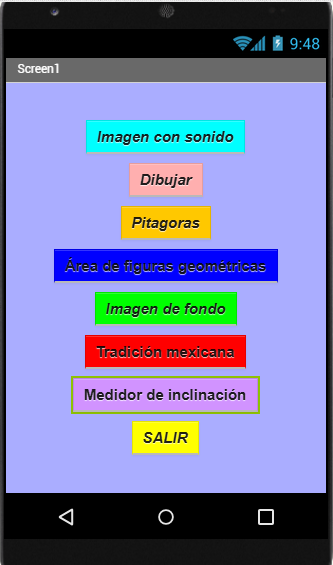 9:48
Screen1
Imagen con sonido
Dibujar
Pitagoras
Área de figuras geométricas
Imagen de fondo
Tradición mexicana
Medidor de inclinación
SALIR